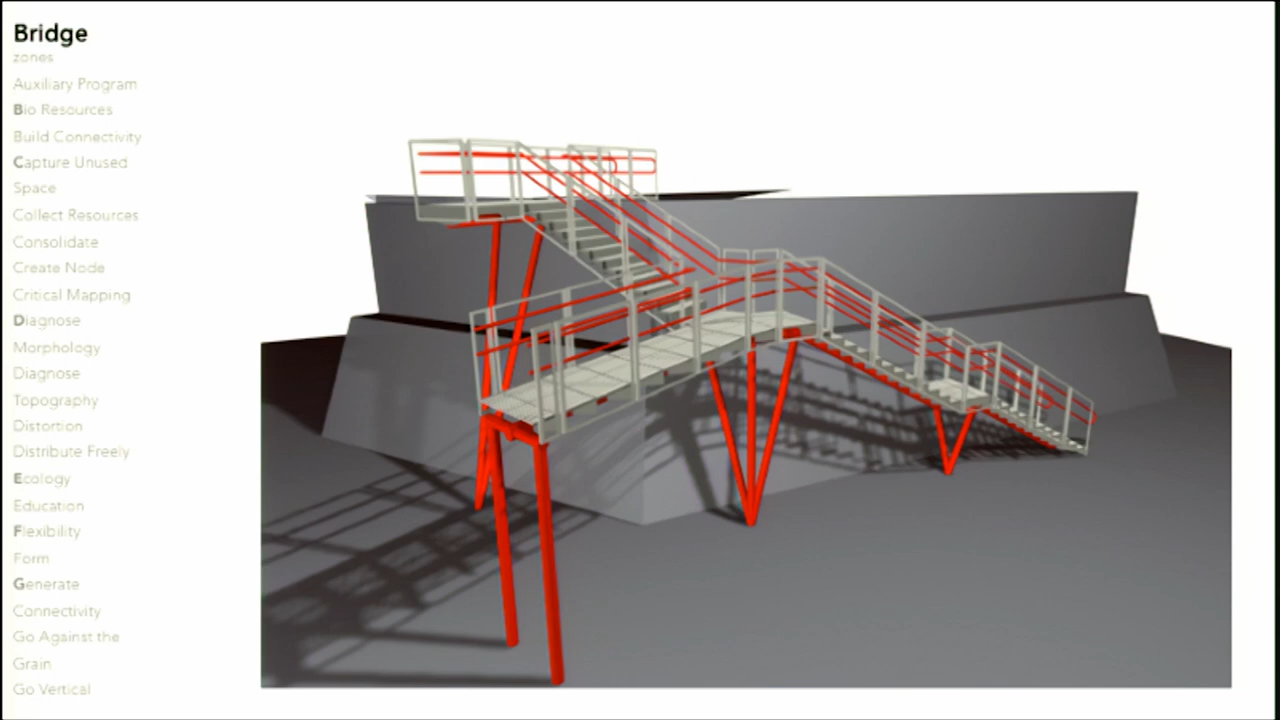 Bridge
zones
Auxiliary Program
Bio Resources
Build Connectivity
Capture Unused
Space
Collect Resources
Consolidate
Create Node
Critical Mapping
Diagnose
Morphology
Diagnose
Topography
Distortion
Distribute Freely
Ecology
Education
Flexibility
Form
Generate
Connectivity
Go Against the
Grain
Go Vertical